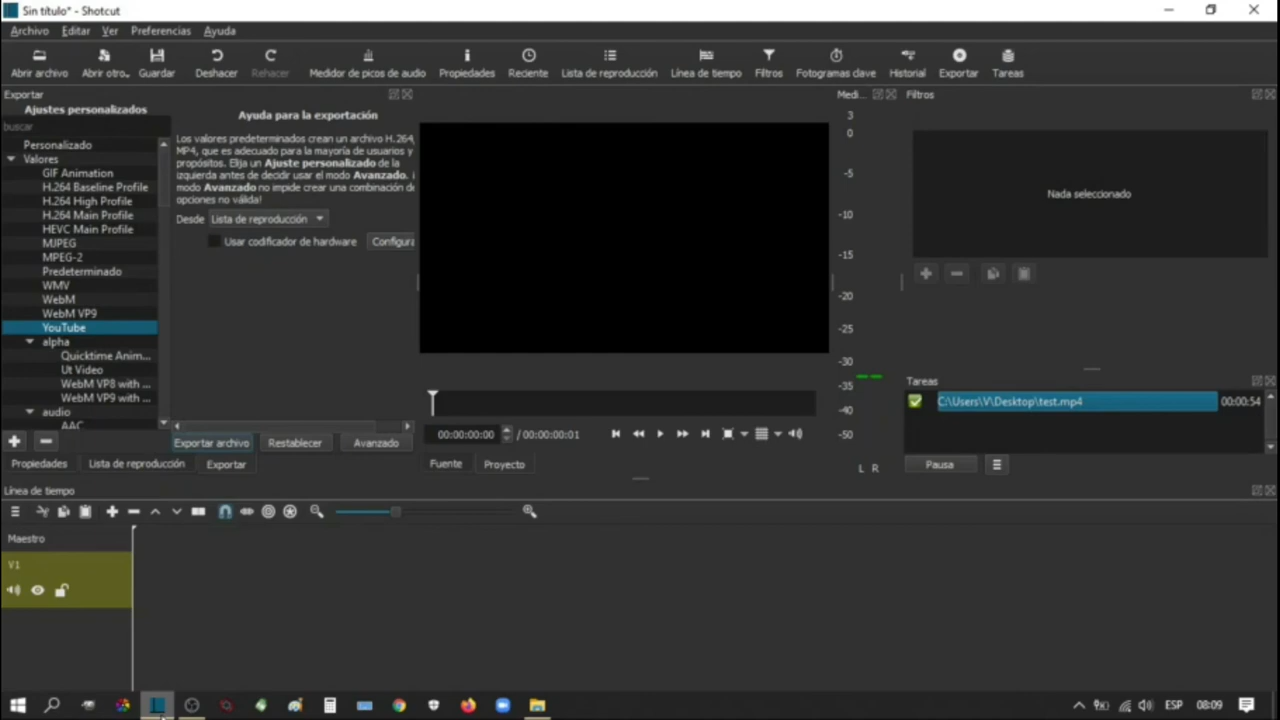 Sin título* - Shotcut
Archivo Editar Ver Preferencias Ayuda
Abrir archivo Abrir otro.. Guardar Deshacer Rehacer Medidor de picos de audio Propiedades Reciente Lista de reproducción Línea de tiempo Filtros Fotogramas clave Historial Exportar Tareas
Exportar
Ajustes personalizados
buscar
Personalizado
Valores
GIF Animation
H.264 Baseline Profile
H.264 High Profile
H.264 Main Profile
HEVC Main Profile
MJPEG
MPEG-2
Predeterminado
WMV
WebM
WebM VP9
YouTube
alpha
Quicktime Anim...
Ut Video
WebM VP8 with ...
WebM VP9 with ...
audio
AAC
Ayuda para la exportación
Los valores predeterminados crean un archivo H.264,
MP4, que es adecuado para la mayoría de usuarios y
propósitos. Elija un Ajuste personalizado de la
izquierda antes de decidir usar el modo Avanzado. ¡
modo Avanzado no impide crear una combinación de
opciones no válida!
Desde Lista de reproducción
Usar codificador de hardware Configura
Exportar archivo Restablecer Avanzado
Propiedades Lista de reproducción Exportar
00:00:00:00 / 00:00:00:01
Fuente Proyecto
Medi...
3
0
-5
-10
-15
-20
-25
-30
-35
-40
-50
L R
Filtros
Nada seleccionado
Tareas
C:\Users\V\Desktop\test.mp4 00:00:54
Pausa
Línea de tiempo
Maestro
V1
ESP 08:09